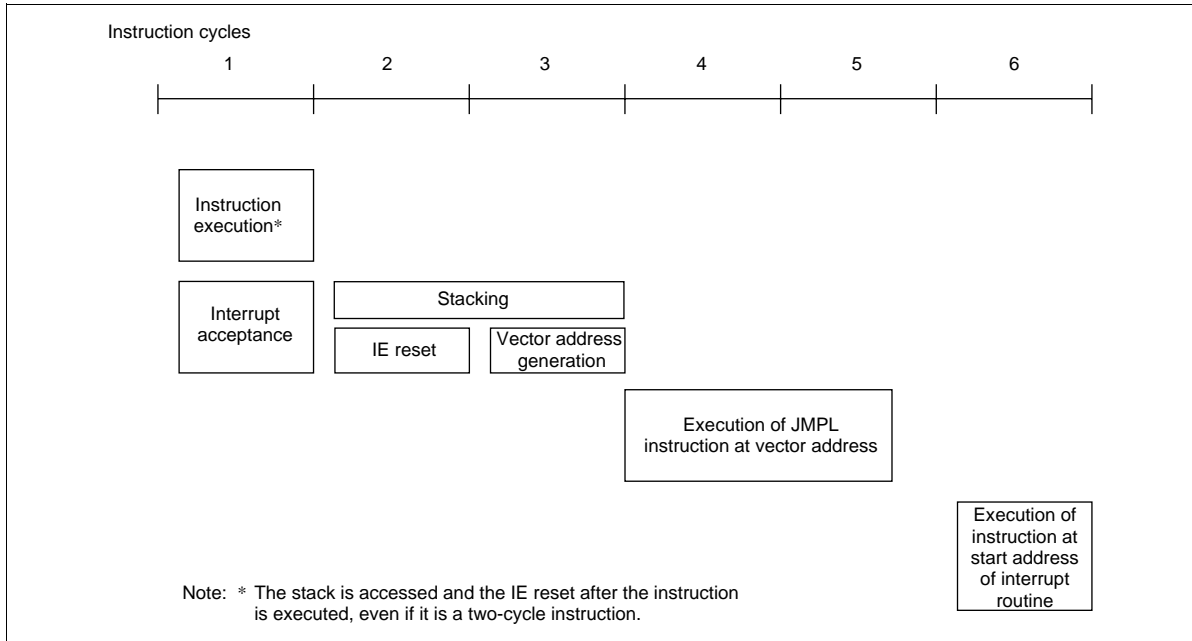 Instruction cycles
1 2 3 4 5 6
Instruction
execution*
Interrupt
acceptance
Stacking
IE reset
Vector address
generation
Execution of JMPL
instruction at vector address
Execution of
instruction at
start address
of interrupt
routine
Note: * The stack is accessed and the IE reset after the instruction
is executed, even if it is a two-cycle instruction.